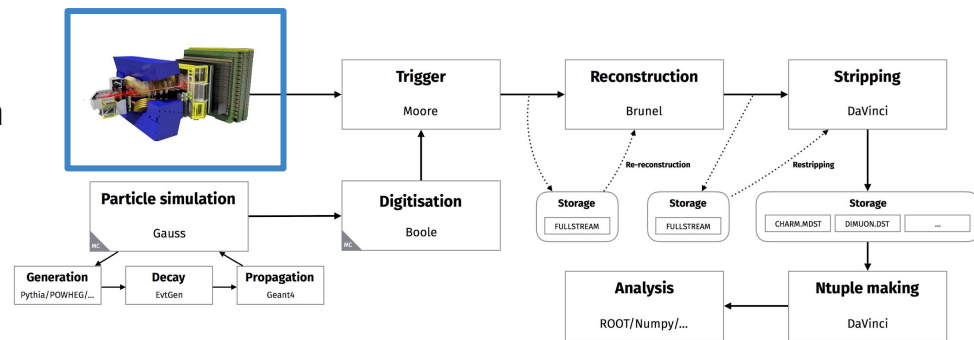 n
Trigger
Moore
Reconstruction
Brunel
Stripping
DaVinci
Re-reconstruction
Restripping
Particle simulation
Gauss
MC
Digitisation
Boole
MC
Storage
FULLSTREAM
Storage
FULLSTREAM
Storage
CHARM.MDST DIMUON.DST ...
Generation
Pythia/POWHEG/...
Decay
EvtGen
Propagation
Geant4
Analysis
ROOT/Numpy/...
Ntuple making
DaVinci